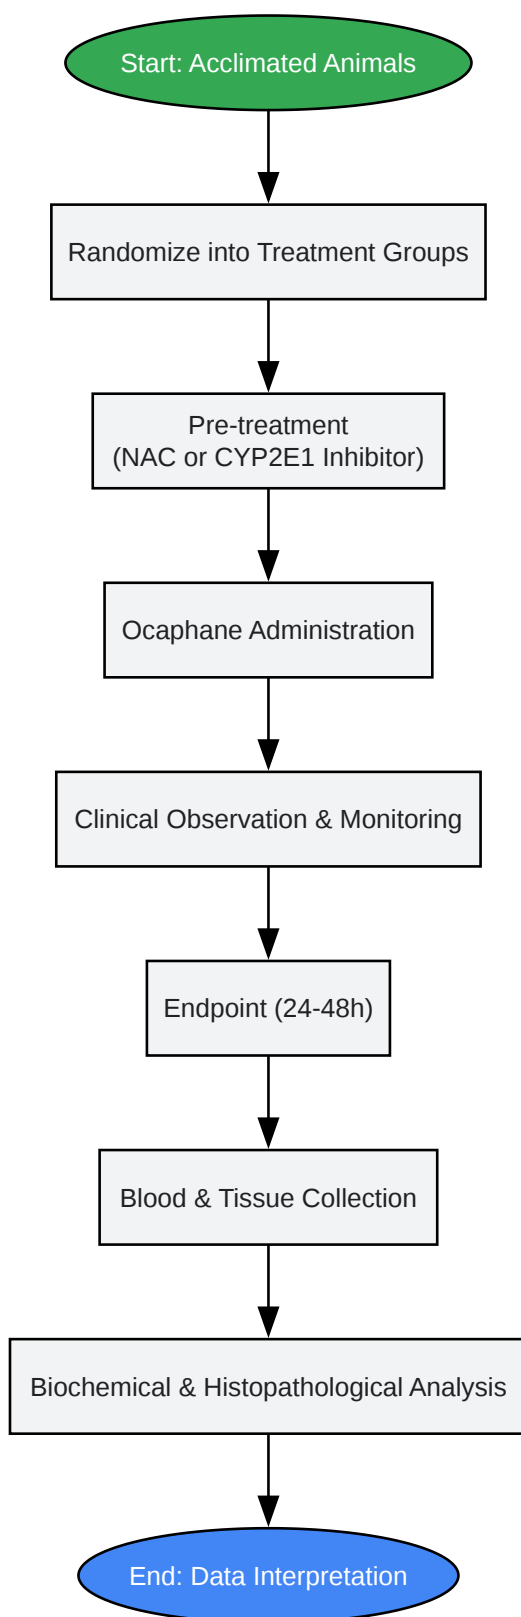 Start: Acclimated Animals
Randomize into Treatment Groups
Pre-treatment
(NAC or CYP2E1 Inhibitor)
Ocaphane Administration
Clinical Observation & Monitoring
Endpoint (24-48h)
Blood & Tissue Collection
Biochemical & Histopathological Analysis
End: Data Interpretation